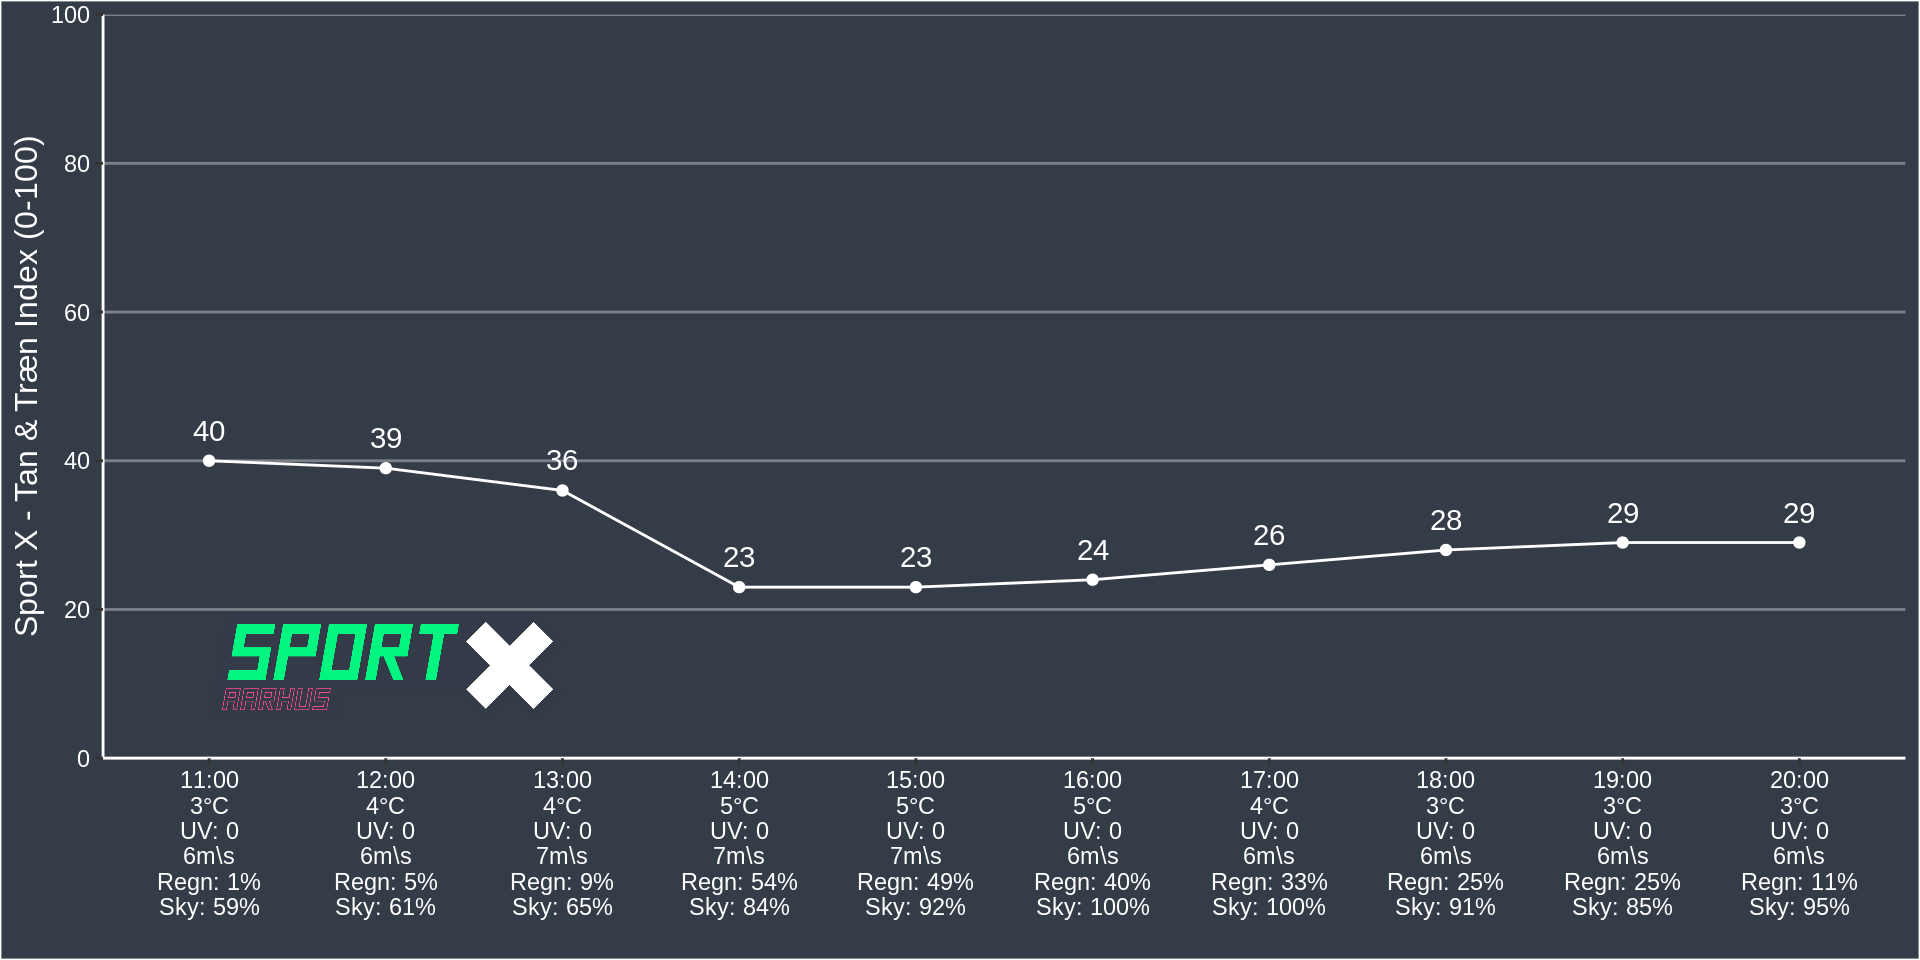 Sport X - Tan & Træn Index (0-100)
100
80
60
40
20
0
40
39
36
23
23
24
26
28
29
29
SPORT X
AARHUS
11:00 12:00 13:00 14:00 15:00 16:00 17:00 18:00 19:00 20:00
3°C 4°C 4°C 5°C 5°C 5°C 4°C 3°C 3°C 3°C
UV: 0 UV: 0 UV: 0 UV: 0 UV: 0 UV: 0 UV: 0 UV: 0 UV: 0 UV: 0
6m\s 6m\s 7m\s 7m\s 7m\s 6m\s 6m\s 6m\s 6m\s 6m\s
Regn: 1% Regn: 5% Regn: 9% Regn: 54% Regn: 49% Regn: 40% Regn: 33% Regn: 25% Regn: 25% Regn: 11%
Sky: 59% Sky: 61% Sky: 65% Sky: 84% Sky: 92% Sky: 100% Sky: 100% Sky: 91% Sky: 85% Sky: 95%